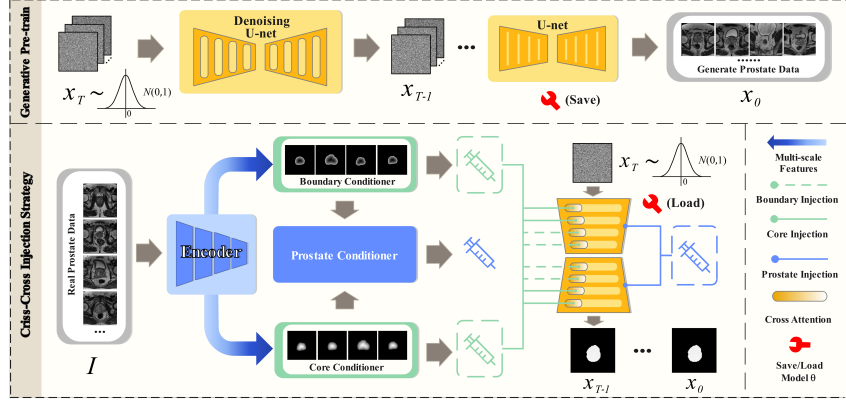 Generative Pre-train
Denoising
U-net
U-net
x_T ~
N(0,1)
0
x_{T-1}
...
(Save)
......
Generate Prostate Data
x_0
Criss-Cross Injection Strategy
Real Prostate Data
...
I
Encoder
Boundary Conditioner
Prostate Conditioner
Core Conditioner
x_T ~
N(0,1)
0
(Load)
x_{T-1}
...
x_0
Multi-scale
Features
Boundary Injection
Core Injection
Prostate Injection
Cross Attention
Save/Load
Model θ